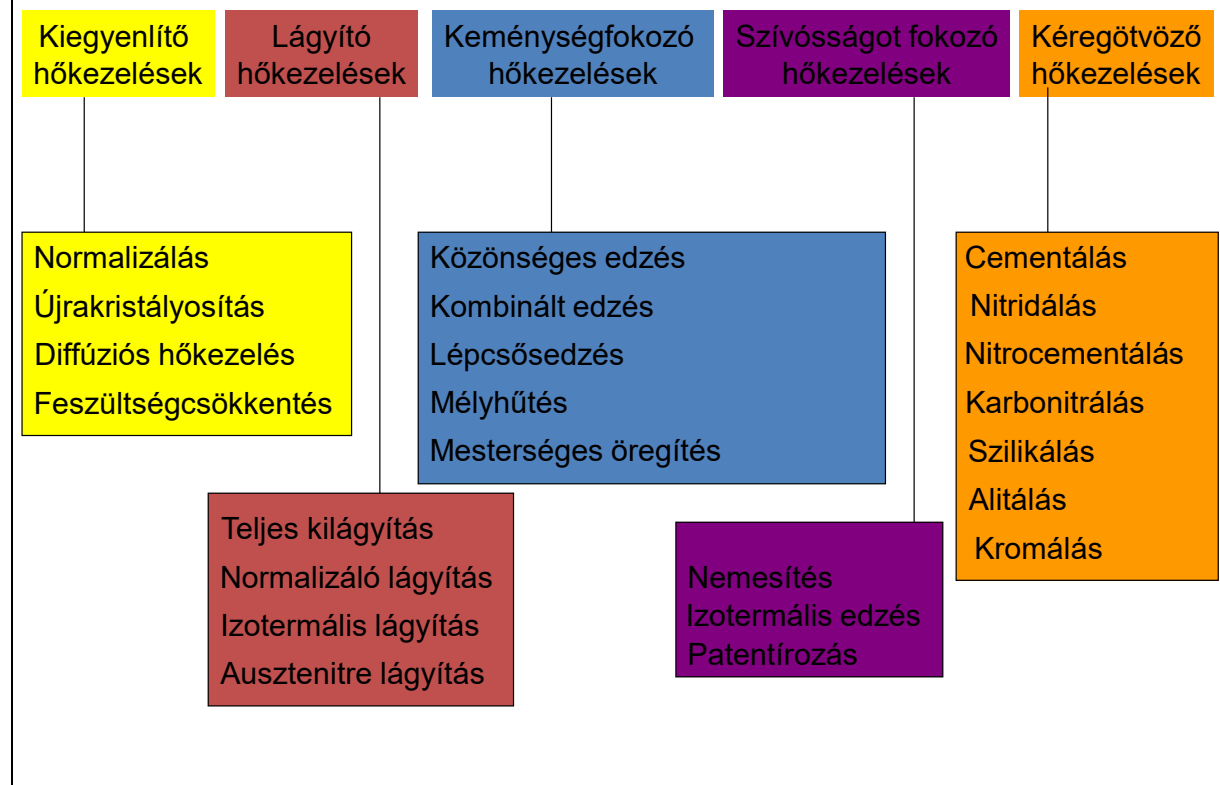 Kiegyenlítő
hőkezelések
Lágyító
hőkezelések
Keménységfokozó
hőkezelések
Szívósságot fokozó
hőkezelések
Kéregötvöző
hőkezelések
Normalizálás
Újrakristályosítás
Diffúziós hőkezelés
Feszültségcsökkentés
Teljes kilágyítás
Normalizáló lágyítás
Izotermális lágyítás
Ausztenitre lágyítás
Közönséges edzés
Kombinált edzés
Lépcsősedzés
Mélyhűtés
Mesterséges öregítés
Nemesítés
Izotermális edzés
Patentírozás
Cementálás
Nitridálás
Nitrocementálás
Karbonitrálás
Szilikálás
Alitálás
Kromálás